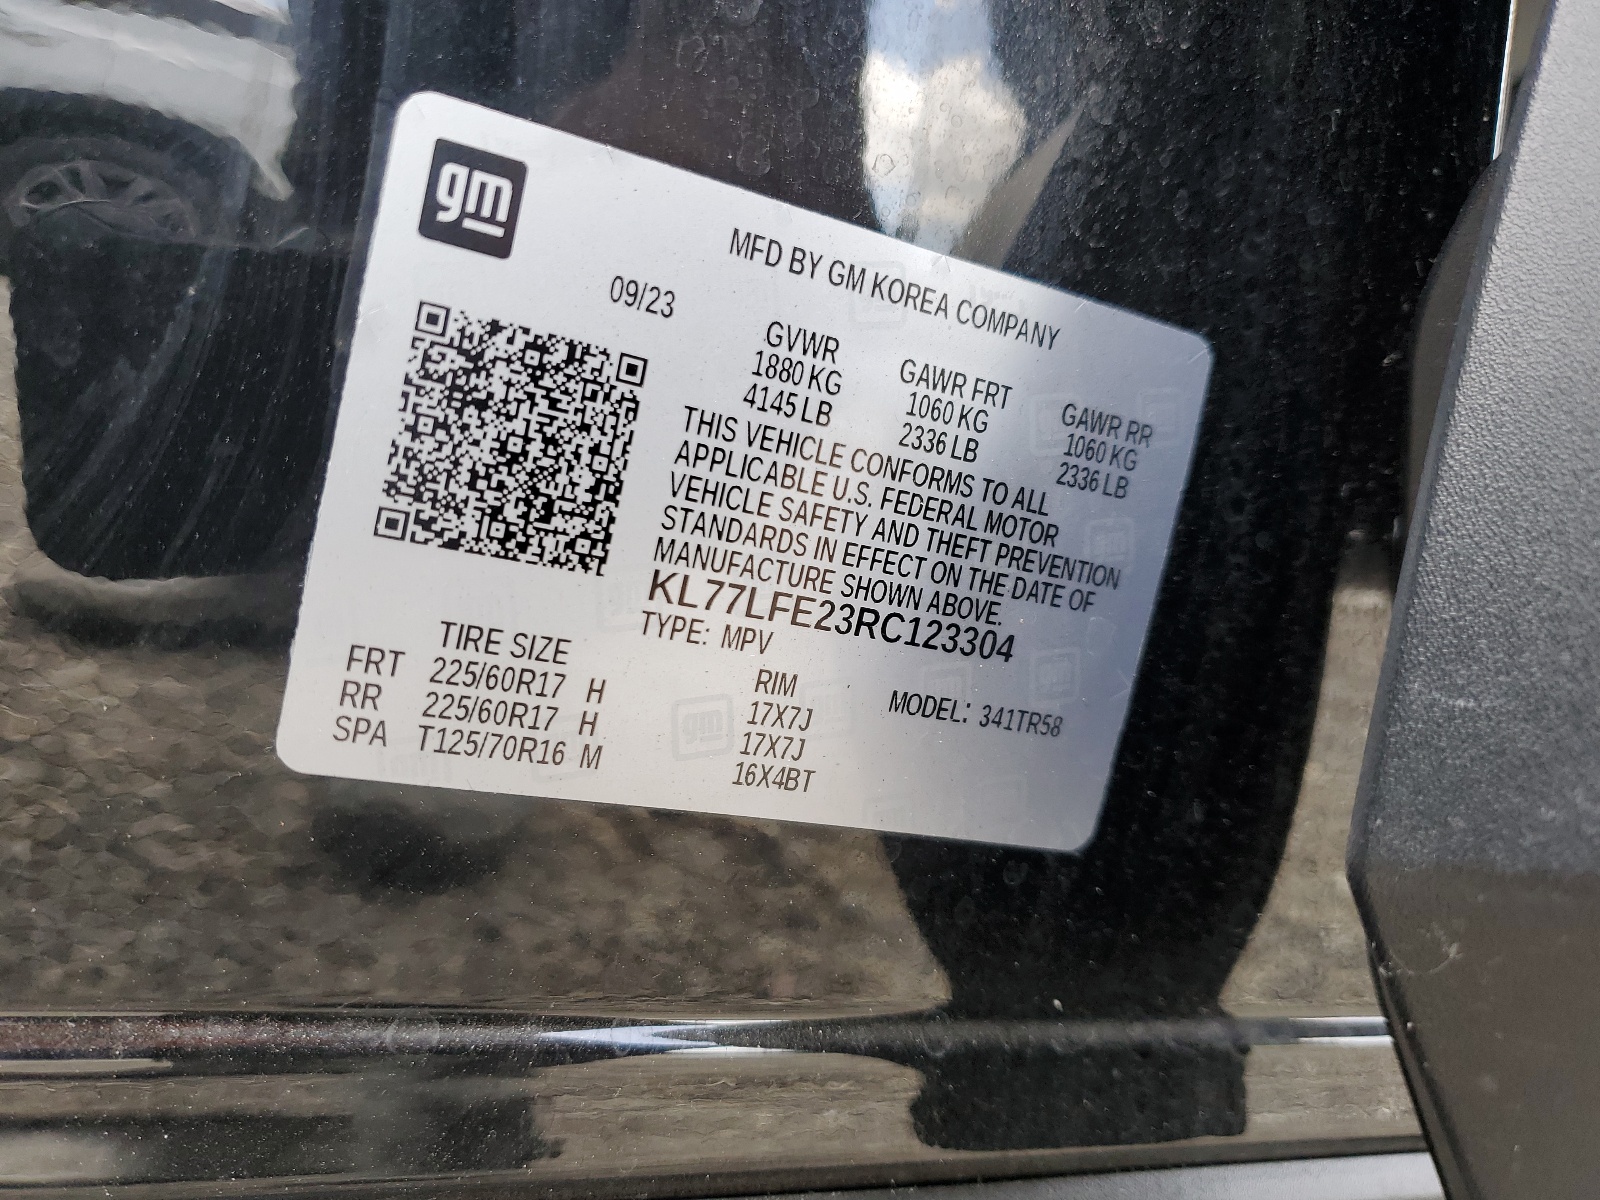 gm
MFD BY GM KOREA COMPANY
09/23
GVWR GAWR FRT GAWR RR
1880 KG 1060 KG 1060 KG
4145 LB 2336 LB 2336 LB
THIS VEHICLE CONFORMS TO ALL
APPLICABLE U.S. FEDERAL MOTOR
VEHICLE SAFETY AND THEFT PREVENTION
STANDARDS IN EFFECT ON THE DATE OF
MANUFACTURE SHOWN ABOVE.
KL77LFE23RC123304
TYPE: MPV
MODEL: 341TR58
TIRE SIZE RIM
FRT 225/60R17 H 17X7J
RR 225/60R17 H 17X7J
SPA T125/70R16 M 16X4BT
gm